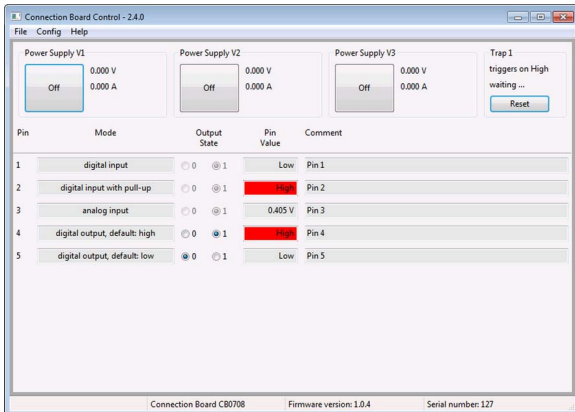 Connection Board Control - 2.4.0
File Config Help
Power Supply V1 Power Supply V2 Power Supply V3 Trap 1
Off 0.000 V 0.000 A Off 0.000 V 0.000 A Off 0.000 V 0.000 A triggers on High
waiting ...
Reset
Pin Mode Output State Pin Value Comment
1 digital input 0 1 Low Pin 1
2 digital input with pull-up 0 1 High Pin 2
3 analog input 0 1 0.405 V Pin 3
4 digital output, default: high 0 1 High Pin 4
5 digital output, default: low 0 1 Low Pin 5
Connection Board CB0708 Firmware version: 1.0.4 Serial number: 127